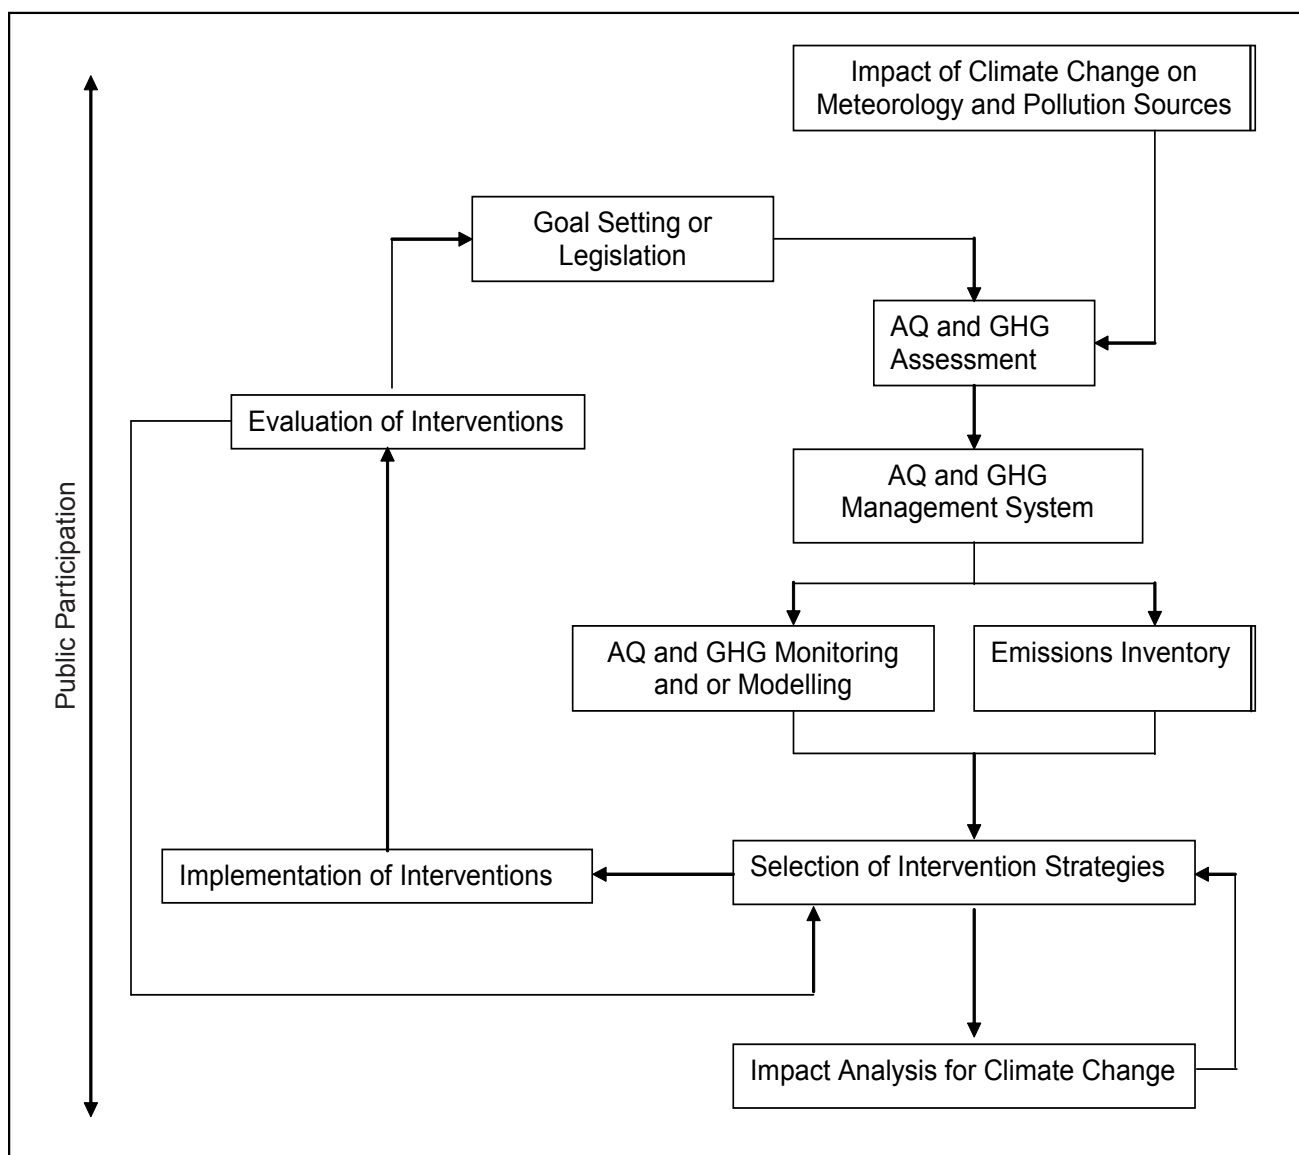 Impact of Climate Change on
Meteorology and Pollution Sources
Goal Setting or
Legislation
AQ and GHG
Assessment
Evaluation of Interventions
AQ and GHG
Management System
Public Participation
AQ and GHG Monitoring
and or Modelling
Emissions Inventory
Selection of Intervention Strategies
Implementation of Interventions
Impact Analysis for Climate Change